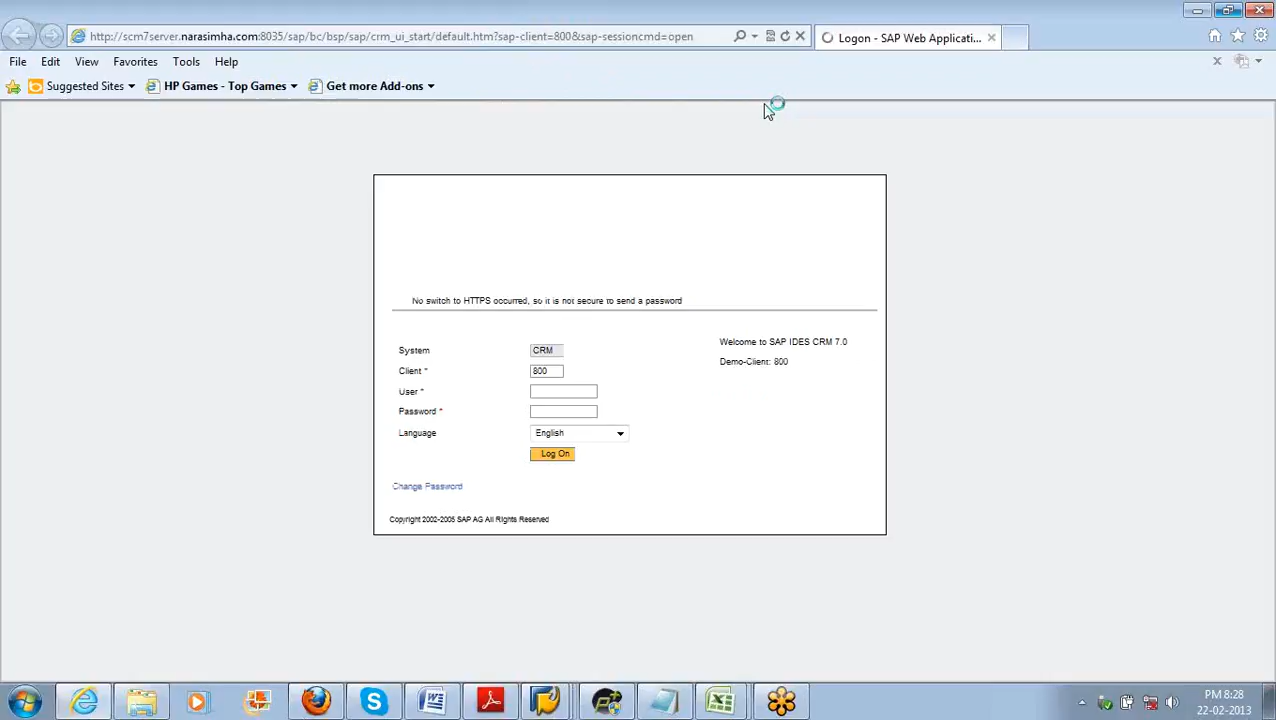 http://scm7server.narasimha.com:8035/sap/bc/bsp/sap/crm_ui_start/default.htm?sap-client=800&sap-sessioncmd=open
Logon - SAP Web Applicati...
File Edit View Favorites Tools Help
Suggested Sites HP Games - Top Games Get more Add-ons
No switch to HTTPS occurred, so it is not secure to send a password
System CRM
Welcome to SAP IDES CRM 7.0
Client * 800
Demo-Client: 800
User *
Password *
Language English
Log On
Change Password
Copyright 2002-2005 SAP AG All Rights Reserved
PM 8:28
22-02-2013